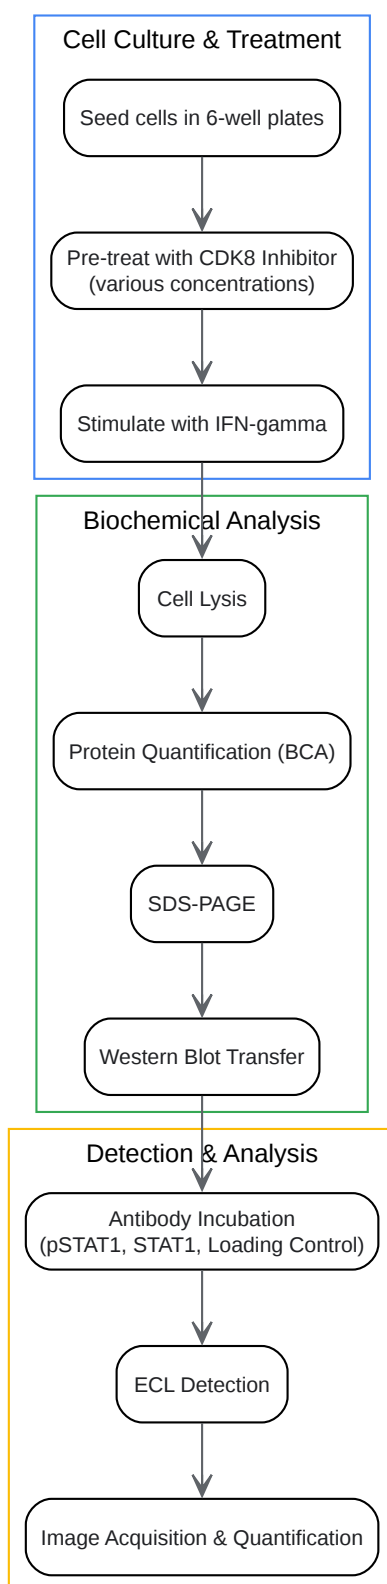 Cell Culture & Treatment
Seed cells in 6-well plates
Pre-treat with CDK8 Inhibitor
(various concentrations)
Stimulate with IFN-gamma
Biochemical Analysis
Cell Lysis
Protein Quantification (BCA)
SDS-PAGE
Western Blot Transfer
Detection & Analysis
Antibody Incubation
(pSTAT1, STAT1, Loading Control)
ECL Detection
Image Acquisition & Quantification